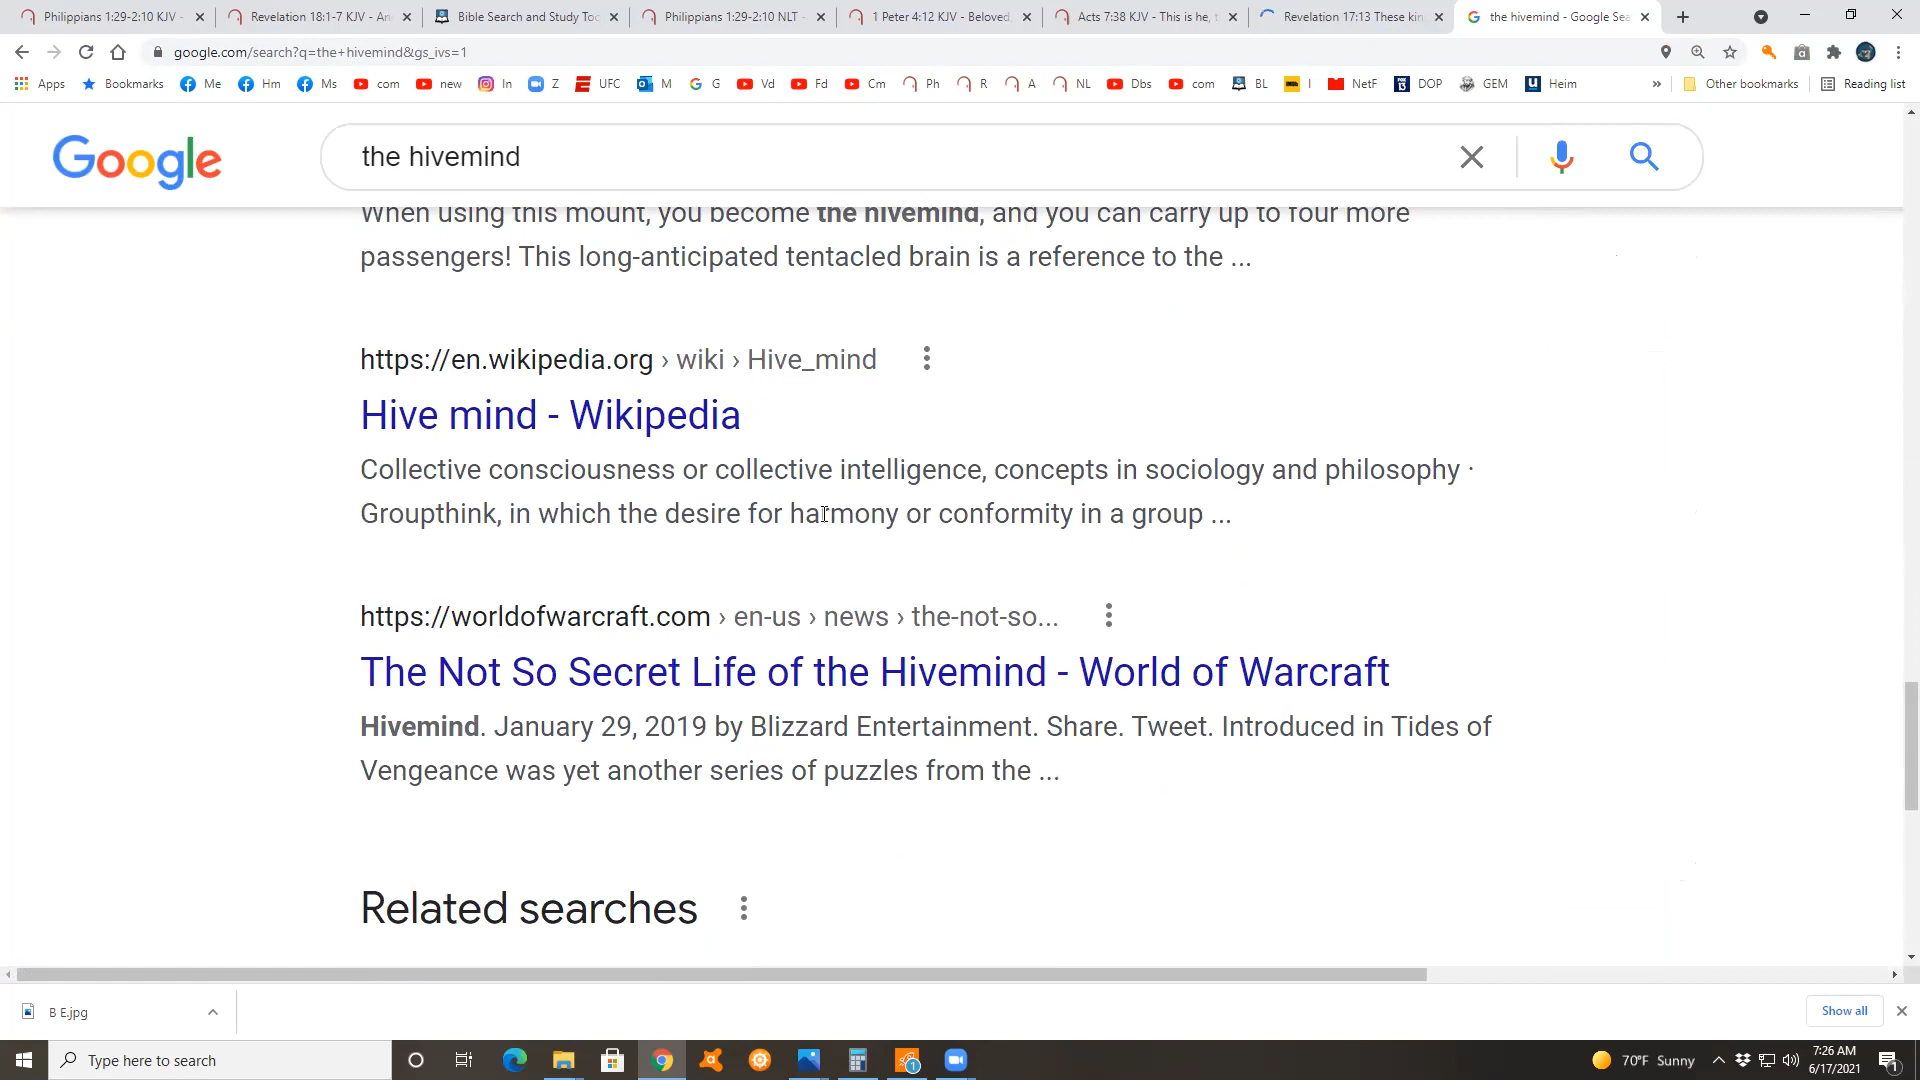 Philippians 1:29-2:10 KJV -
Revelation 18:1-7 KJV - An
Bible Search and Study Too
Philippians 1:29-2:10 NLT -
1 Peter 4:12 KJV - Beloved,
Acts 7:38 KJV - This is he, t
Revelation 17:13 These kin
the hivemind - Google Sea
google.com/search?q=the+hivemind&gs_ivs=1
Apps Bookmarks Me Hm Ms com new In Z UFC M G Vd Fd Cm Ph R A NL Dbs com BL I NetF DOP GEM Heim » Other bookmarks Reading list
Google the hivemind
When using this mount, you become the hivemind, and you can carry up to four more
passengers! This long-anticipated tentacled brain is a reference to the ...
https://en.wikipedia.org › wiki › Hive_mind
Hive mind - Wikipedia
Collective consciousness or collective intelligence, concepts in sociology and philosophy ·
Groupthink, in which the desire for harmony or conformity in a group ...
https://worldofwarcraft.com › en-us › news › the-not-so...
The Not So Secret Life of the Hivemind - World of Warcraft
Hivemind. January 29, 2019 by Blizzard Entertainment. Share. Tweet. Introduced in Tides of
Vengeance was yet another series of puzzles from the ...
Related searches
B E.jpg
Show all
Type here to search
70°F Sunny
7:26 AM
6/17/2021